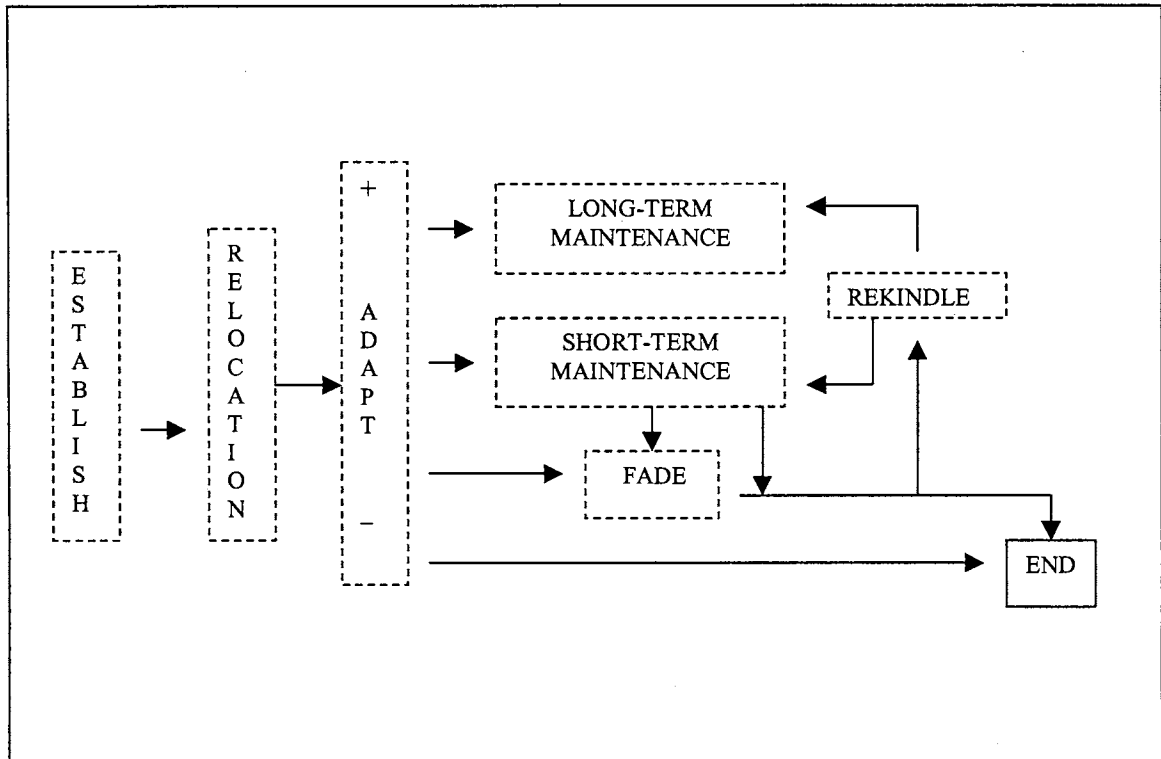 ESTABLISH
RELOCATION
+
ADAPT
–
LONG-TERM
MAINTENANCE
SHORT-TERM
MAINTENANCE
REKINDLE
FADE
END